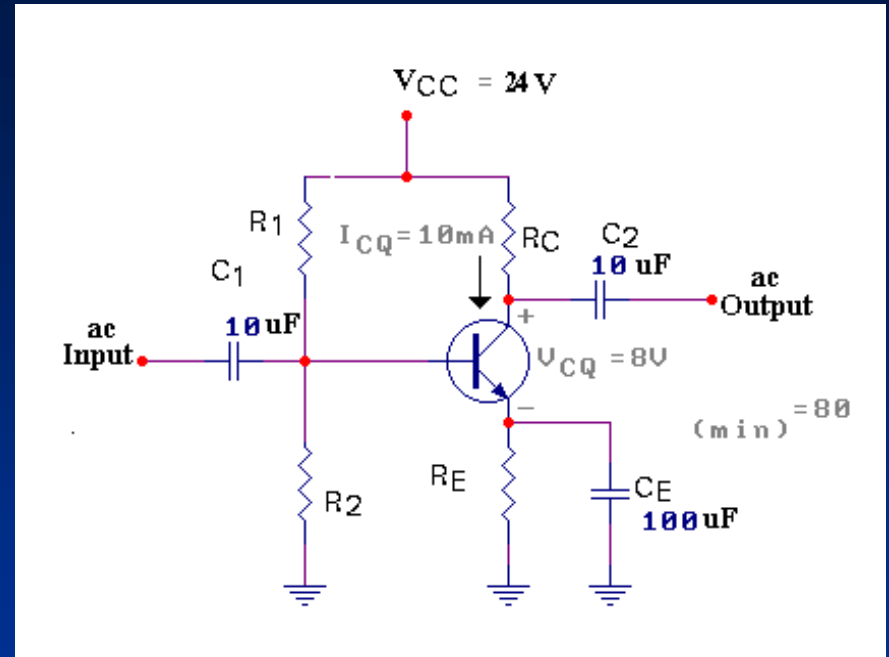 VCC = 24 V
R1
ICQ=10mA
RC
C2
10 uF
ac
Output
C1
10uF
ac
Input
+
VCQ =8V
-
(min)=80
R2
RE
CE
100uF